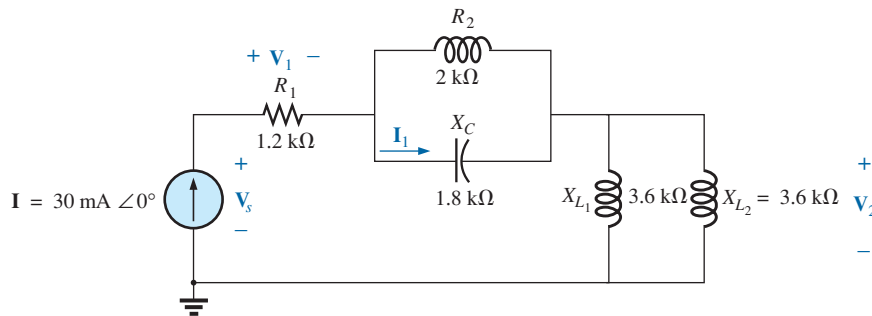 R2
+ V1 −
2 kΩ
R1
XC
I1
1.2 kΩ
1.8 kΩ
+
I = 30 mA ∠0°
Vs
−
XL1
3.6 kΩ
XL2 = 3.6 kΩ
+
V2
−